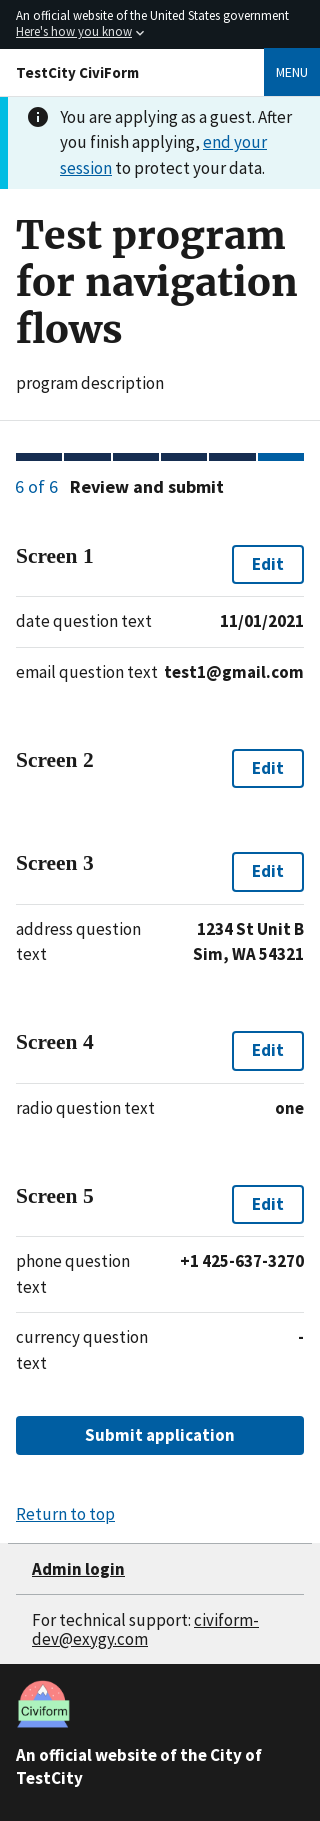 An official website of the United States government
Here's how you know
TestCity CiviForm
MENU
You are applying as a guest. After
you finish applying, end your
session to protect your data.
Test program
for navigation
flows
program description
6 of 6 Review and submit
Screen 1
Edit
date question text 11/01/2021
email question text test1@gmail.com
Screen 2
Edit
Screen 3
Edit
address question 1234 St Unit B
text Sim, WA 54321
Screen 4
Edit
radio question text one
Screen 5
Edit
phone question +1 425-637-3270
text
currency question -
text
Submit application
Return to top
Admin login
For technical support: civiform-
dev@exygy.com
Civiform
An official website of the City of
TestCity